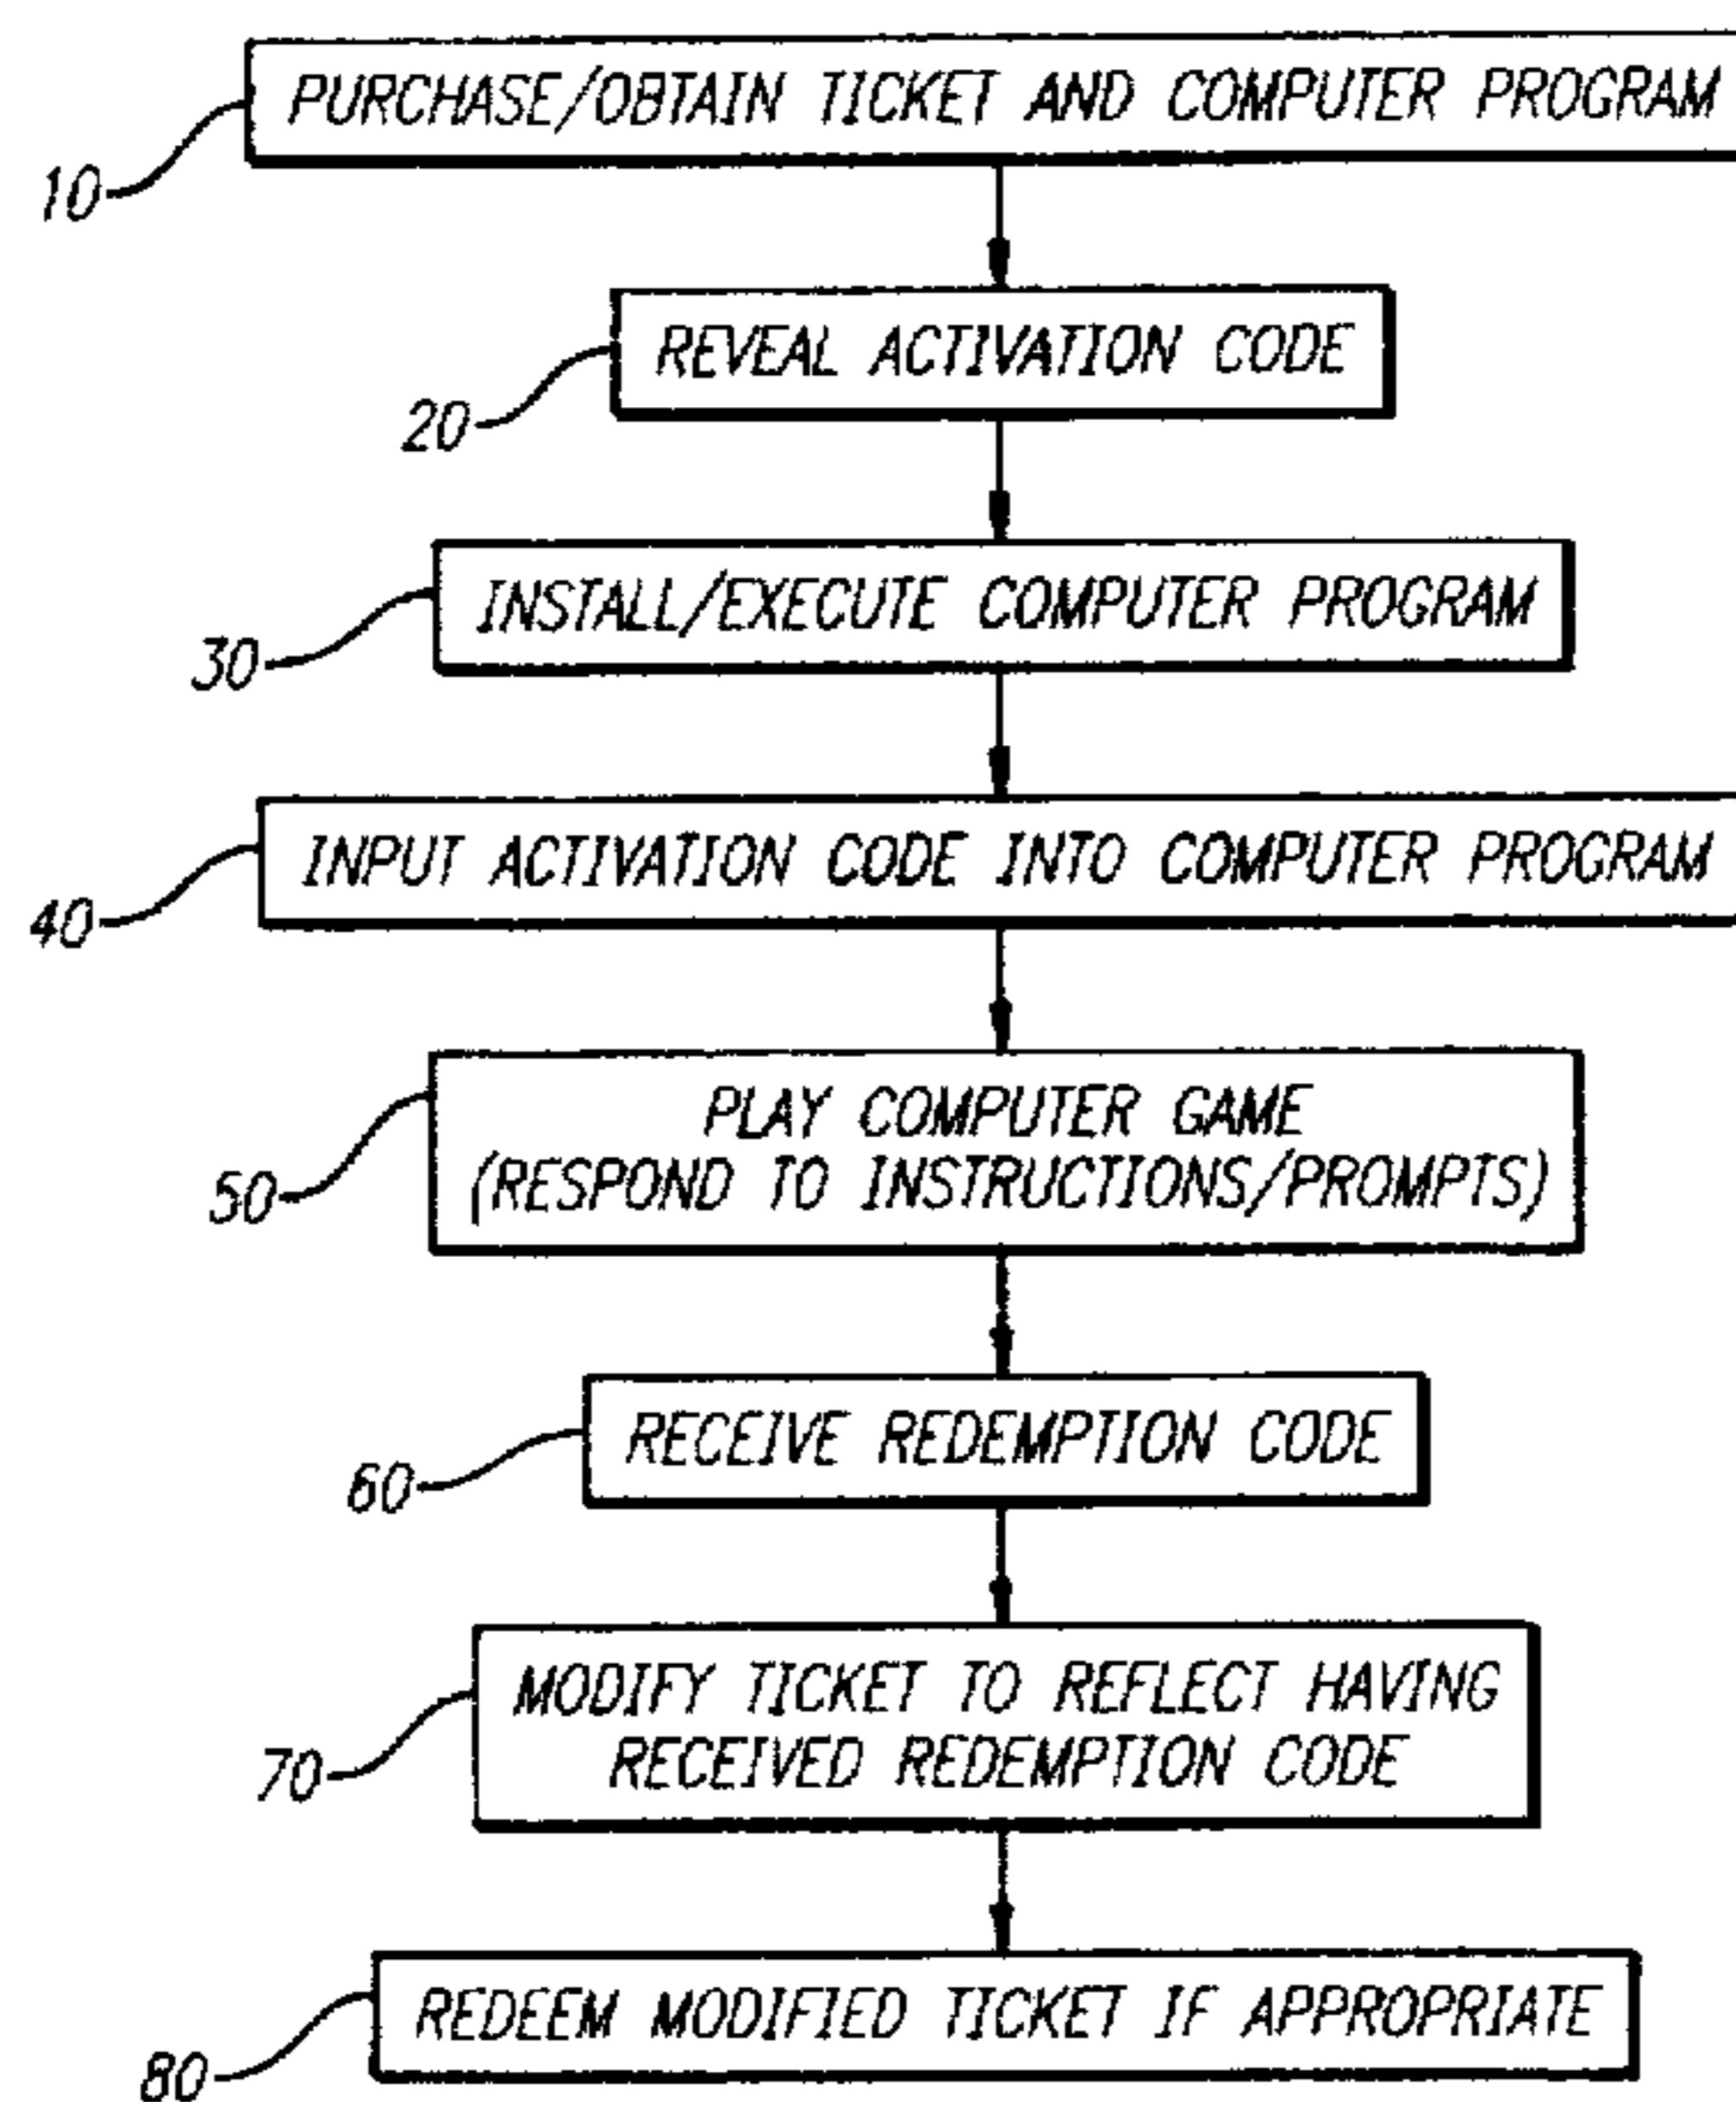 PURCHASE/OBTAIN TICKET AND COMPUTER PROGRAM
10
REVEAL ACTIVATION CODE
20
INSTALL/EXECUTE COMPUTER PROGRAM
30
INPUT ACTIVATION CODE INTO COMPUTER PROGRAM
40
PLAY COMPUTER GAME
(RESPOND TO INSTRUCTIONS/PROMPTS)
50
RECEIVE REDEMPTION CODE
60
MODIFY TICKET TO REFLECT HAVING
RECEIVED REDEMPTION CODE
70
REDEEM MODIFIED TICKET IF APPROPRIATE
80